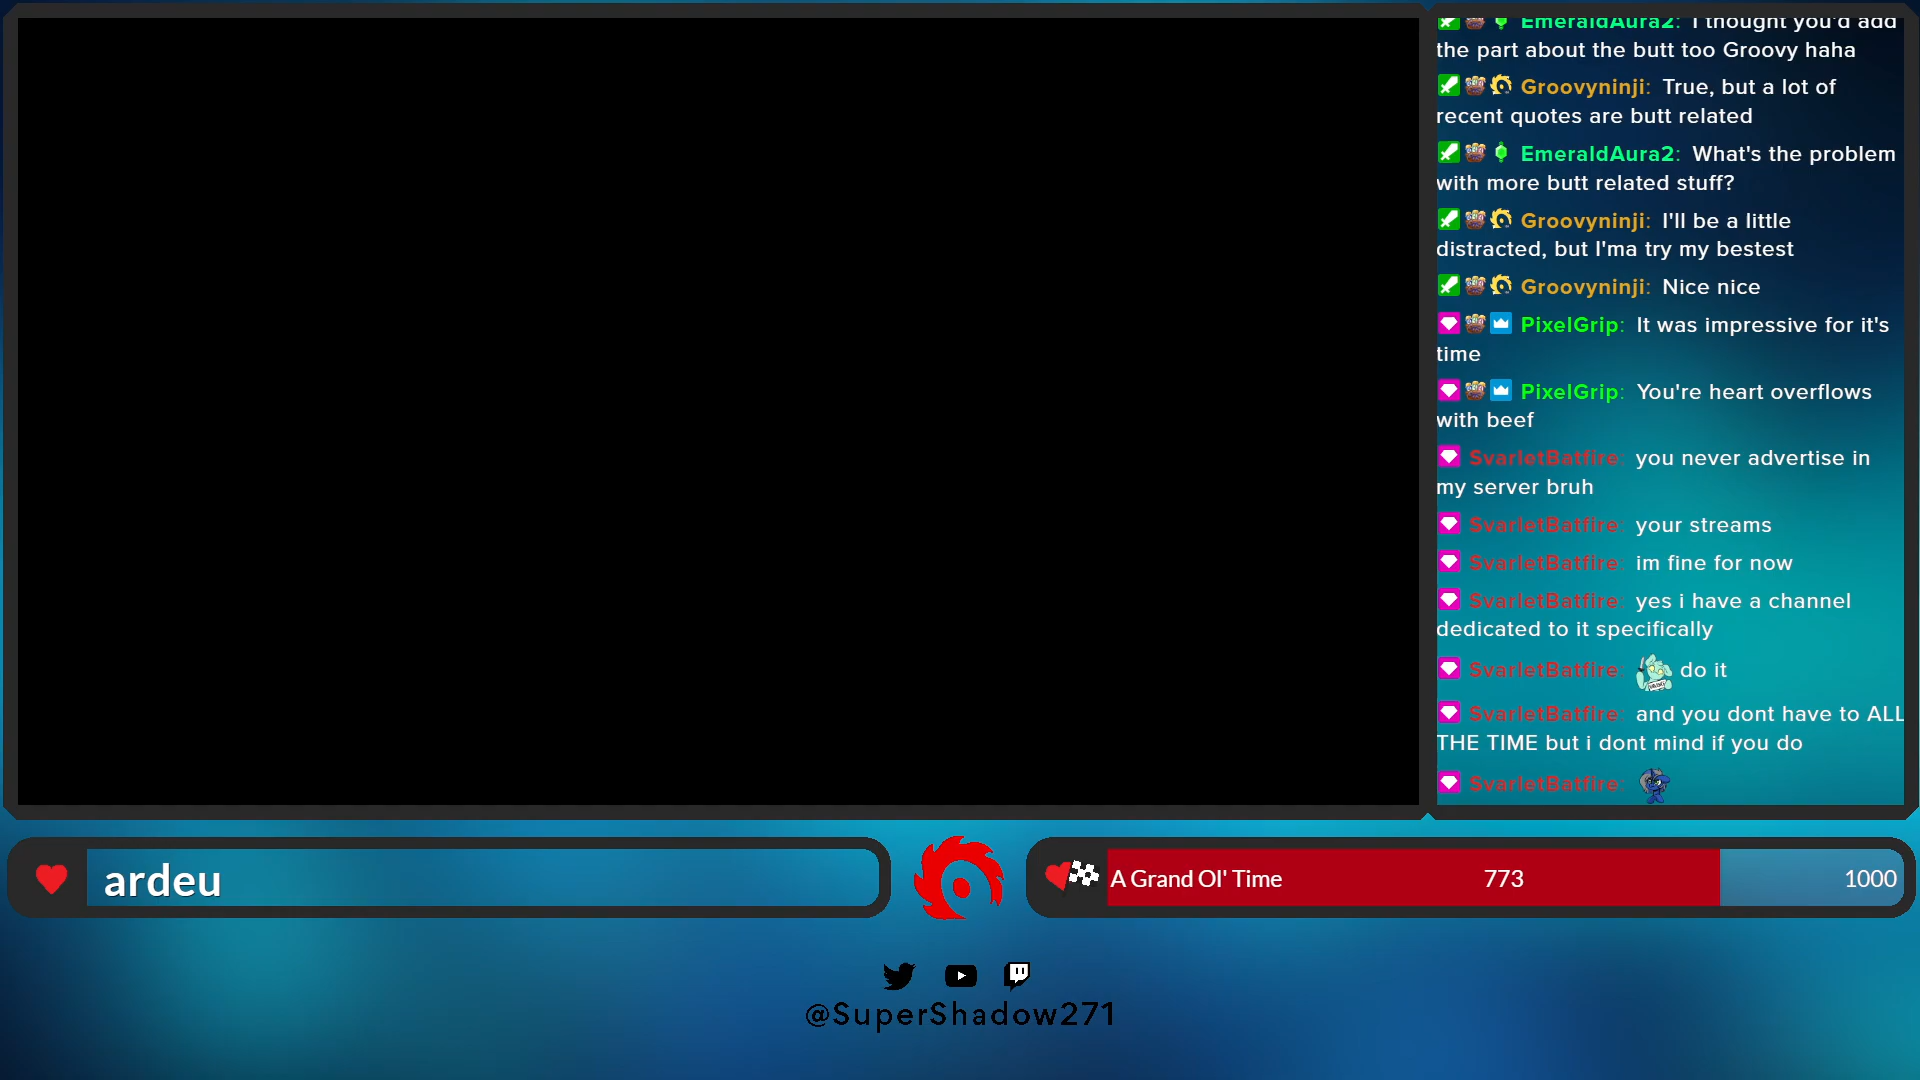 EmeraldAura2: I thought you'd add
the part about the butt too Groovy haha
Groovyninji: True, but a lot of
recent quotes are butt related
EmeraldAura2: What's the problem
with more butt related stuff?
Groovyninji: I'll be a little
distracted, but I'ma try my bestest
Groovyninji: Nice nice
PixelGrip: It was impressive for it's
time
PixelGrip: You're heart overflows
with beef
SvarletBatfire: you never advertise in
my server bruh
SvarletBatfire: your streams
SvarletBatfire: im fine for now
SvarletBatfire: yes i have a channel
dedicated to it specifically
SvarletBatfire: do it
SvarletBatfire: and you dont have to ALL
THE TIME but i dont mind if you do
SvarletBatfire:
ardeu
A Grand Ol' Time 773 1000
@SuperShadow271